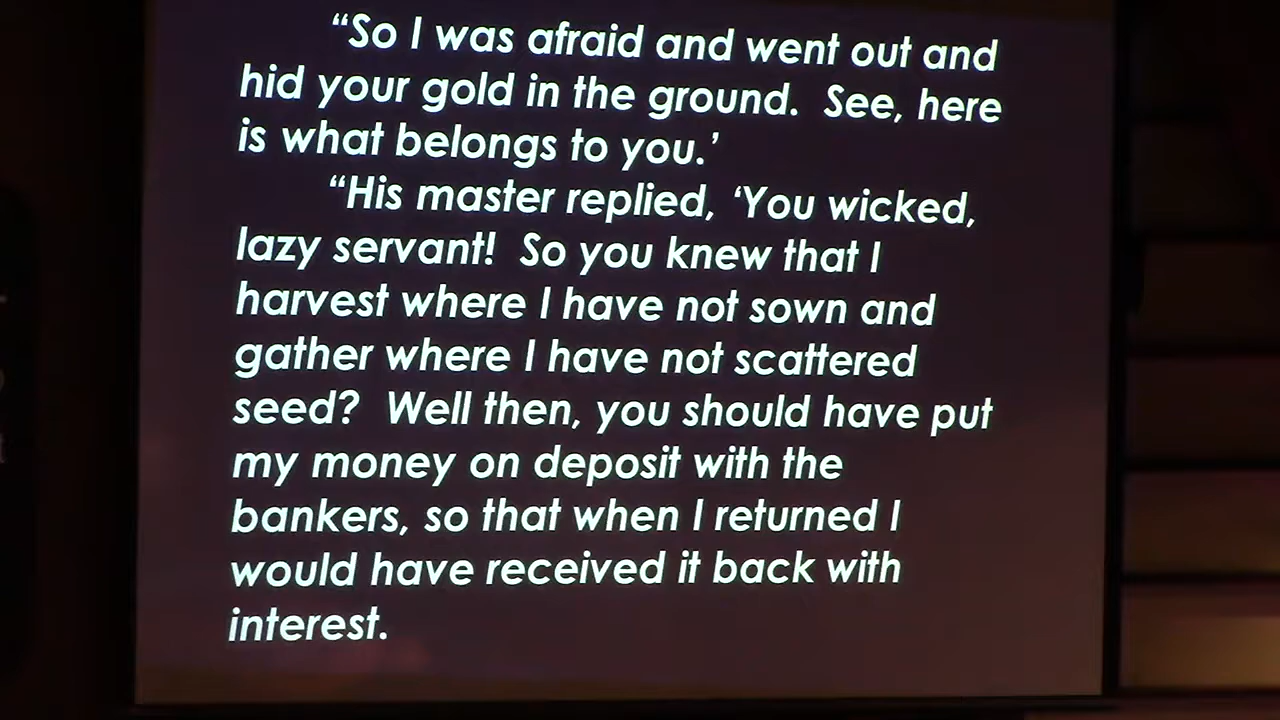 “So I was afraid and went out and
hid your gold in the ground.  See, here
is what belongs to you.’
“His master replied, ‘You wicked,
lazy servant!  So you knew that I
harvest where I have not sown and
gather where I have not scattered
seed?  Well then, you should have put
my money on deposit with the
bankers, so that when I returned I
would have received it back with
interest.